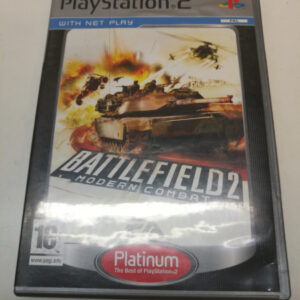 PlayStation 2
WITH NET PLAY
PAL
BATTLEFIELD 2
MODERN COMBAT
16
www.pegi.info
Platinum
The Best of PlayStation 2